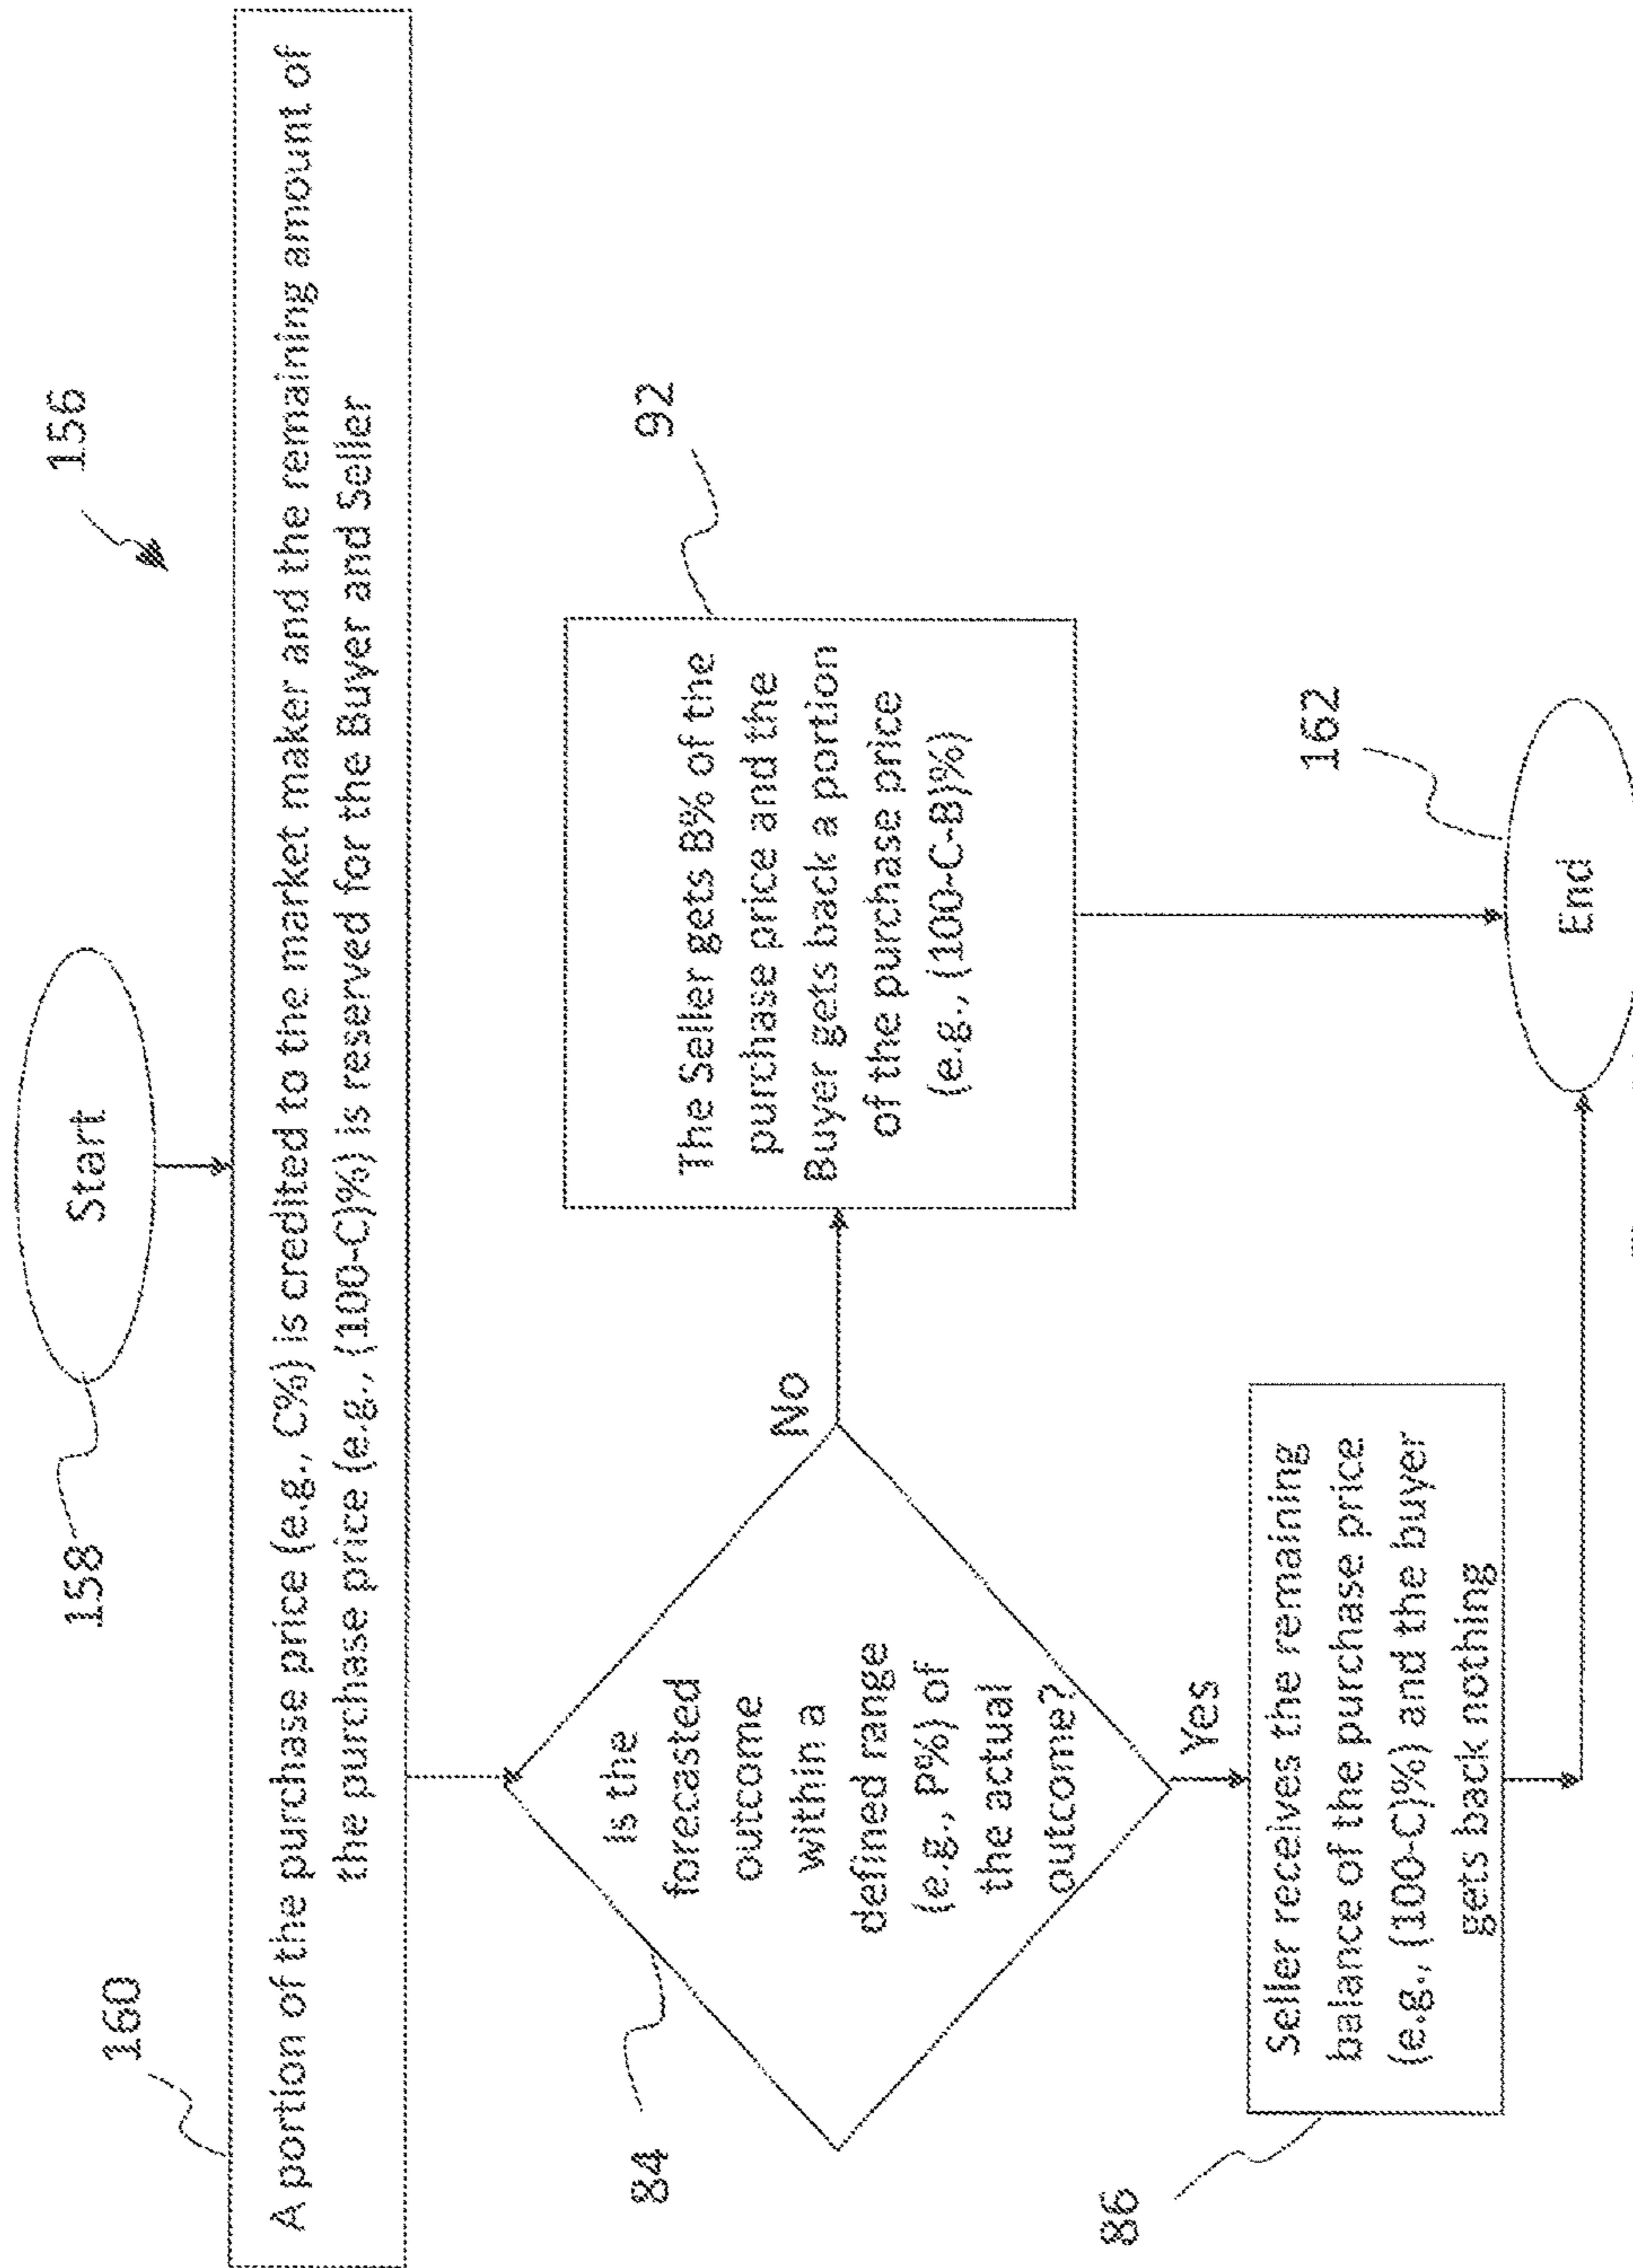 156
158
Start
160
A portion of the purchase price (e.g., C%) is credited to the market maker and the remaining amount of
the purchase price (e.g., (100-C)%) is reserved for the Buyer and Seller
84
Is the
forecasted
outcome
within a
defined range
(e.g., P%) of
the actual
outcome?
No
92
The Seller gets B% of the
purchase price and the
Buyer gets back a portion
of the purchase price
(e.g., (100-C-B)%)
Yes
86
Seller receives the remaining
balance of the purchase price
(e.g., (100-C)%) and the buyer
gets back nothing
162
End